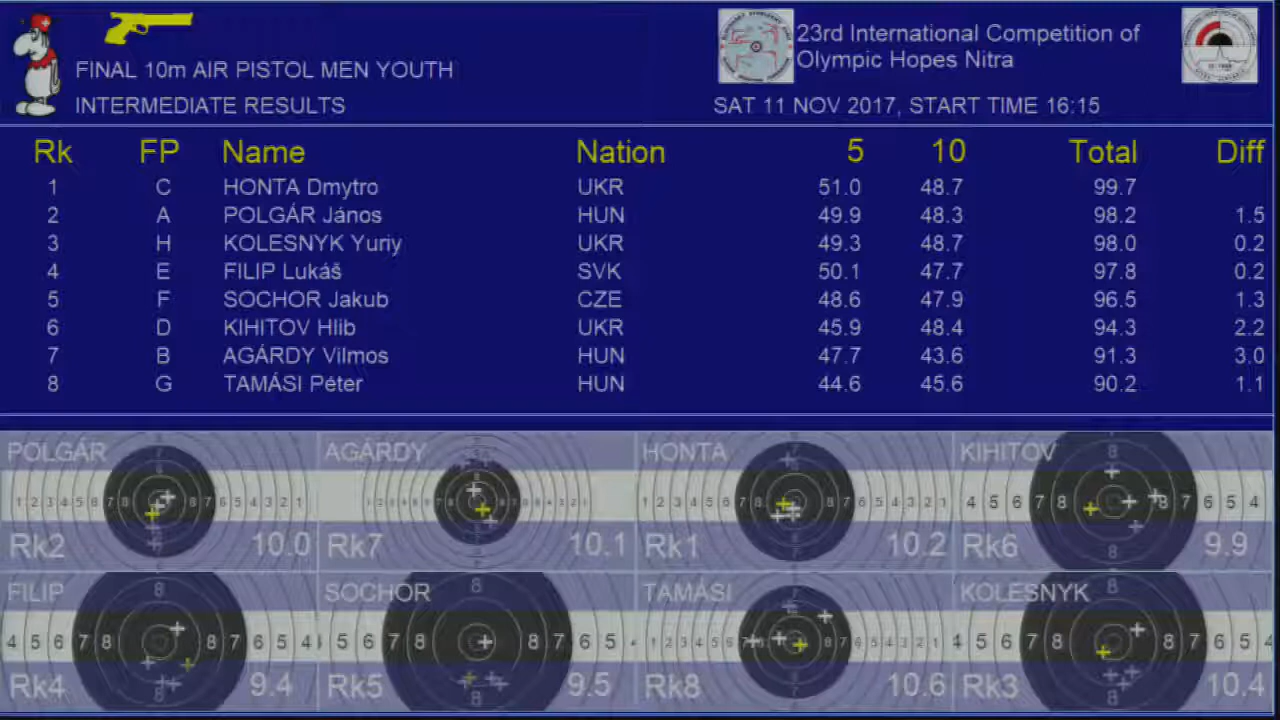 FINAL 10m AIR PISTOL MEN YOUTH
INTERMEDIATE RESULTS
23rd International Competition of
Olympic Hopes Nitra
SAT 11 NOV 2017, START TIME 16:15
Rk FP Name Nation 5 10 Total Diff
1 C HONTA Dmytro UKR 51.0 48.7 99.7
2 A POLGÁR János HUN 49.9 48.3 98.2 1.5
3 H KOLESNYK Yuriy UKR 49.3 48.7 98.0 0.2
4 E FILIP Lukáš SVK 50.1 47.7 97.8 0.2
5 F SOCHOR Jakub CZE 48.6 47.9 96.5 1.3
6 D KIHITOV Hlib UKR 45.9 48.4 94.3 2.2
7 B AGÁRDY Vilmos HUN 47.7 43.6 91.3 3.0
8 G TAMÁSI Péter HUN 44.6 45.6 90.2 1.1
POLGÁR AGÁRDY HONTA KIHITOV
Rk2 10.0 Rk7 10.1 Rk1 10.2 Rk6 9.9
FILIP SOCHOR TAMÁSI KOLESNYK
Rk4 9.4 Rk5 9.5 Rk8 10.6 Rk3 10.4